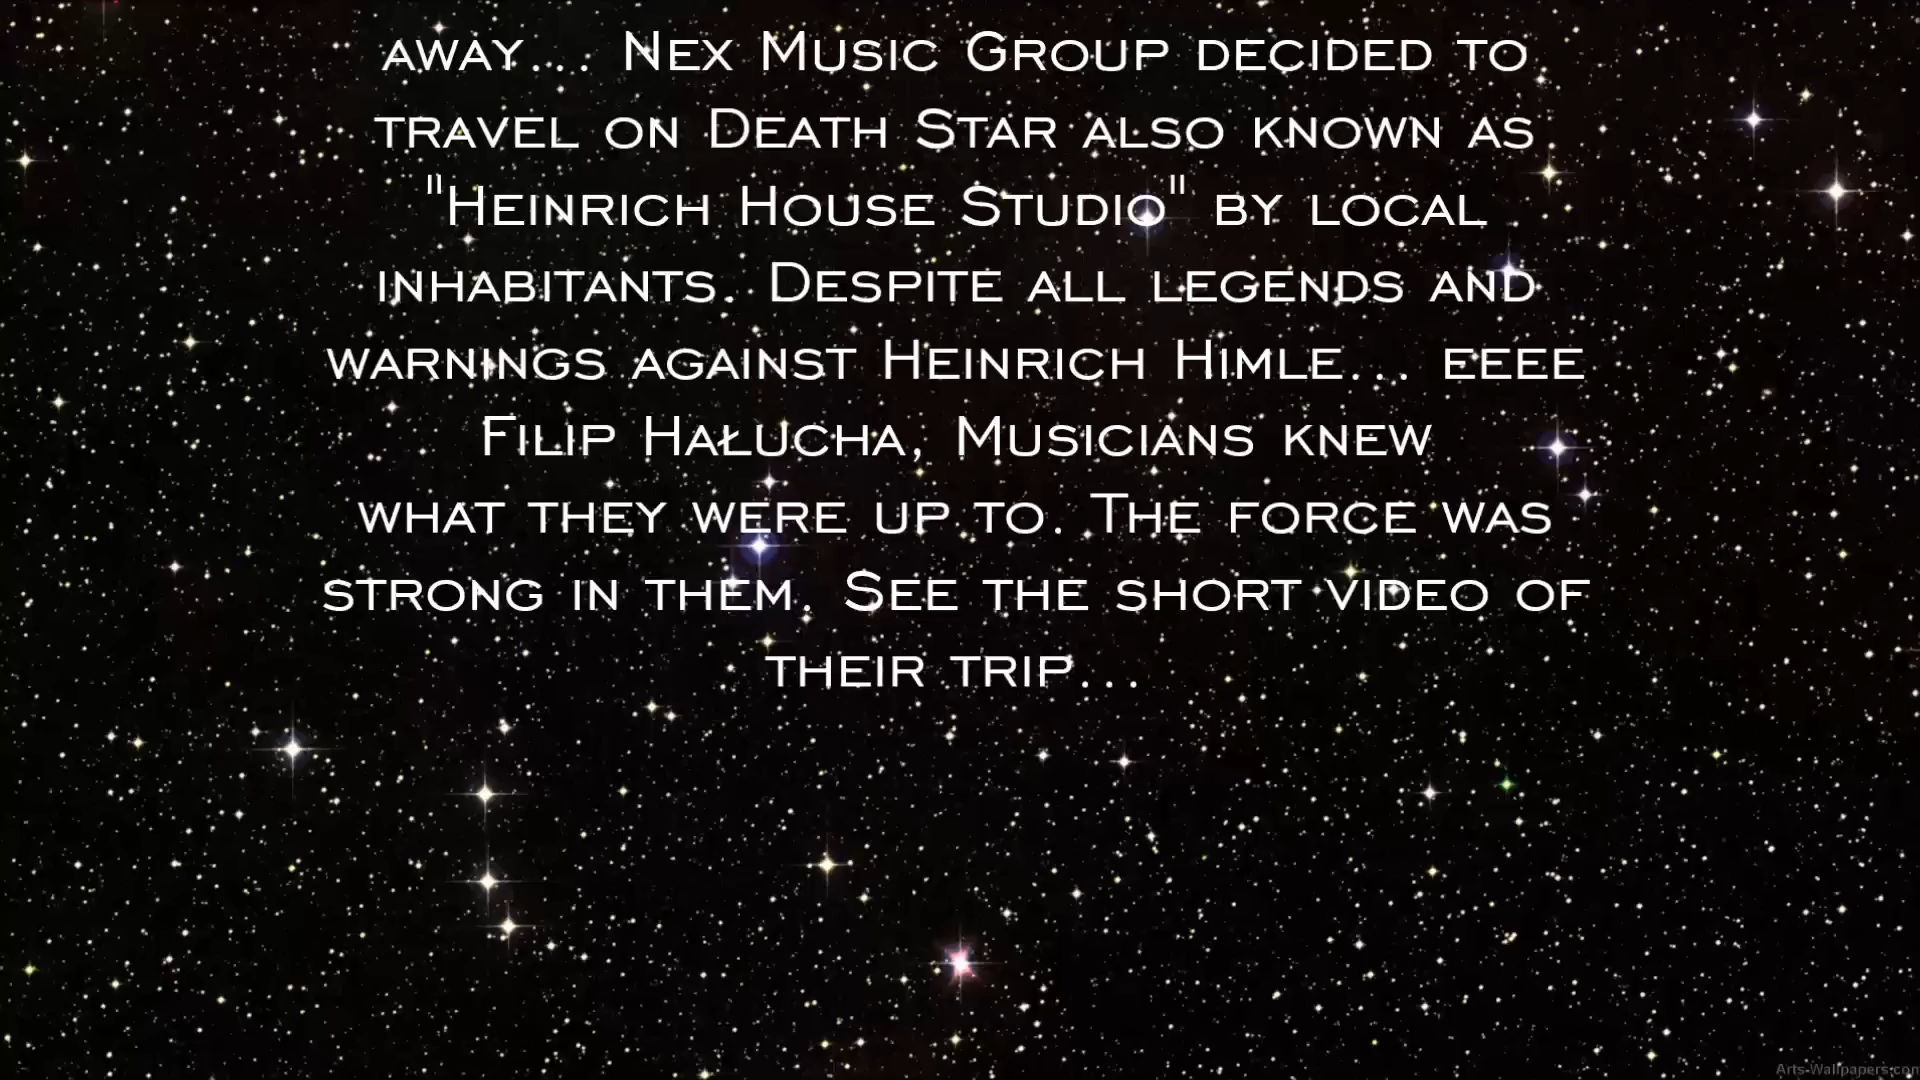 away... Nex Music Group decided to
travel on Death Star also known as
"Heinrich House Studio" by local
inhabitants. Despite all legends and
warnings against Heinrich Himle... eeee
Filip Hałucha, Musicians knew
what they were up to. The force was
strong in them. See the short video of
their trip...
Arts-Wallpapers.com